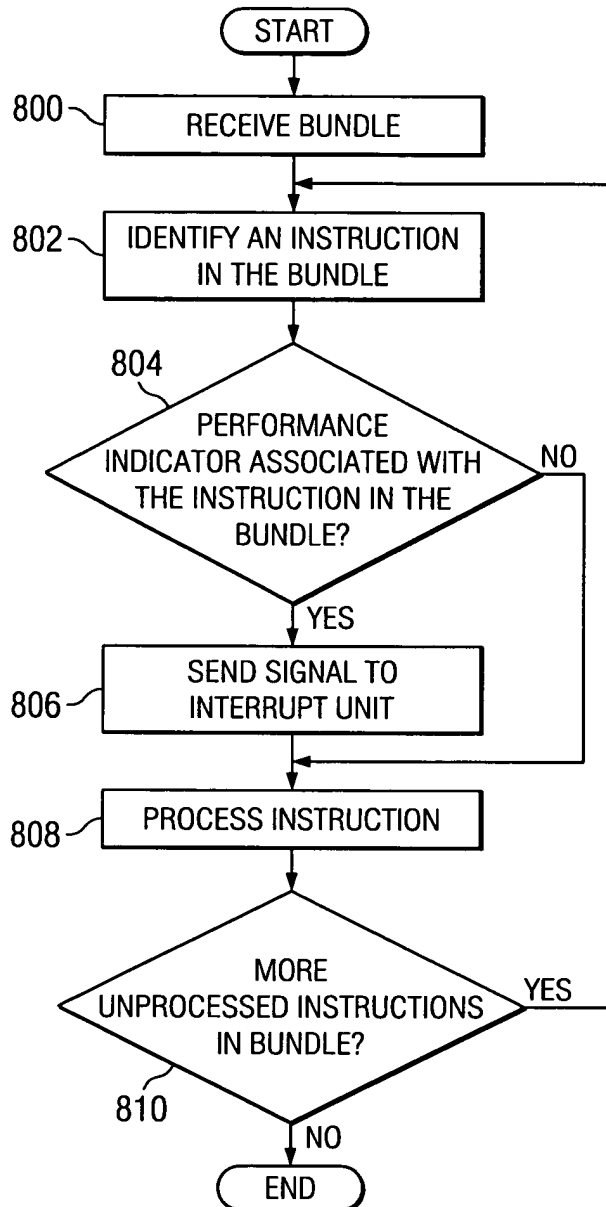 START
800
RECEIVE BUNDLE
802
IDENTIFY AN INSTRUCTION
IN THE BUNDLE
804
PERFORMANCE
INDICATOR ASSOCIATED WITH
THE INSTRUCTION IN THE
BUNDLE?
NO
YES
806
SEND SIGNAL TO
INTERRUPT UNIT
808
PROCESS INSTRUCTION
MORE
UNPROCESSED INSTRUCTIONS
IN BUNDLE?
YES
810
NO
END